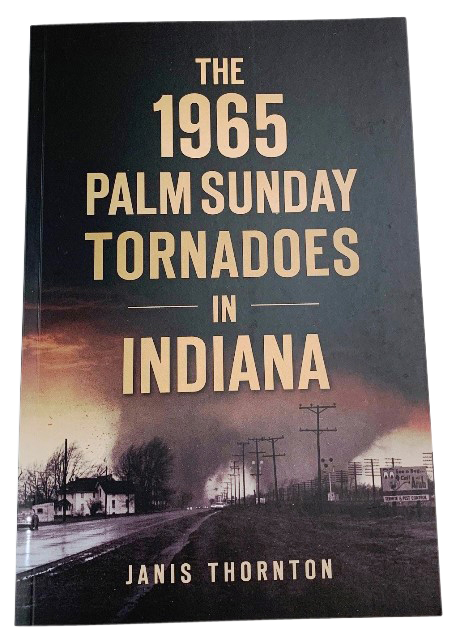 THE
1965
PALM SUNDAY
TORNADOES
IN
INDIANA
JANIS THORNTON